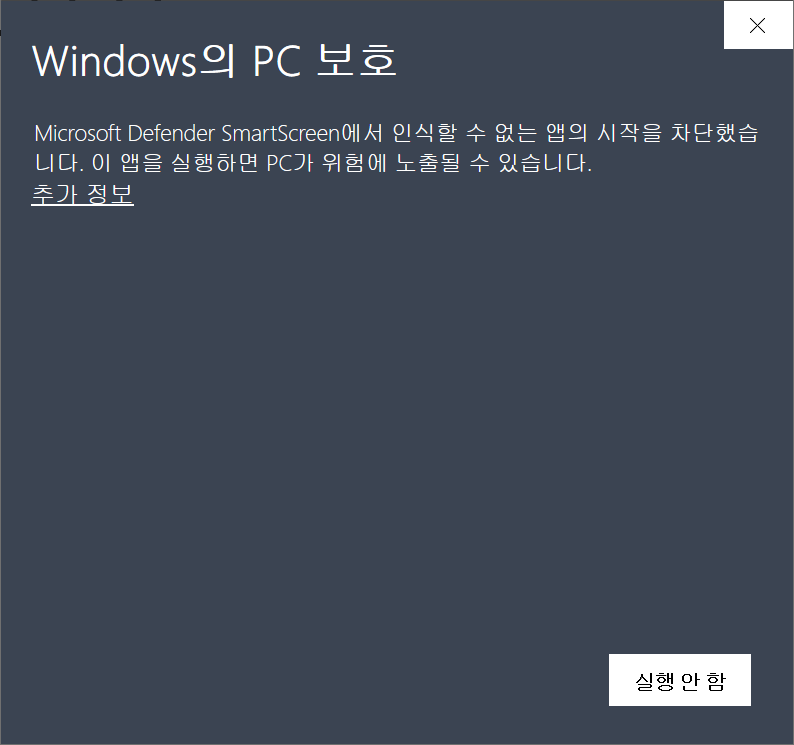 Windows의 PC 보호
Microsoft Defender SmartScreen에서 인식할 수 없는 앱의 시작을 차단했습
니다. 이 앱을 실행하면 PC가 위험에 노출될 수 있습니다.
추가 정보
실행 안 함